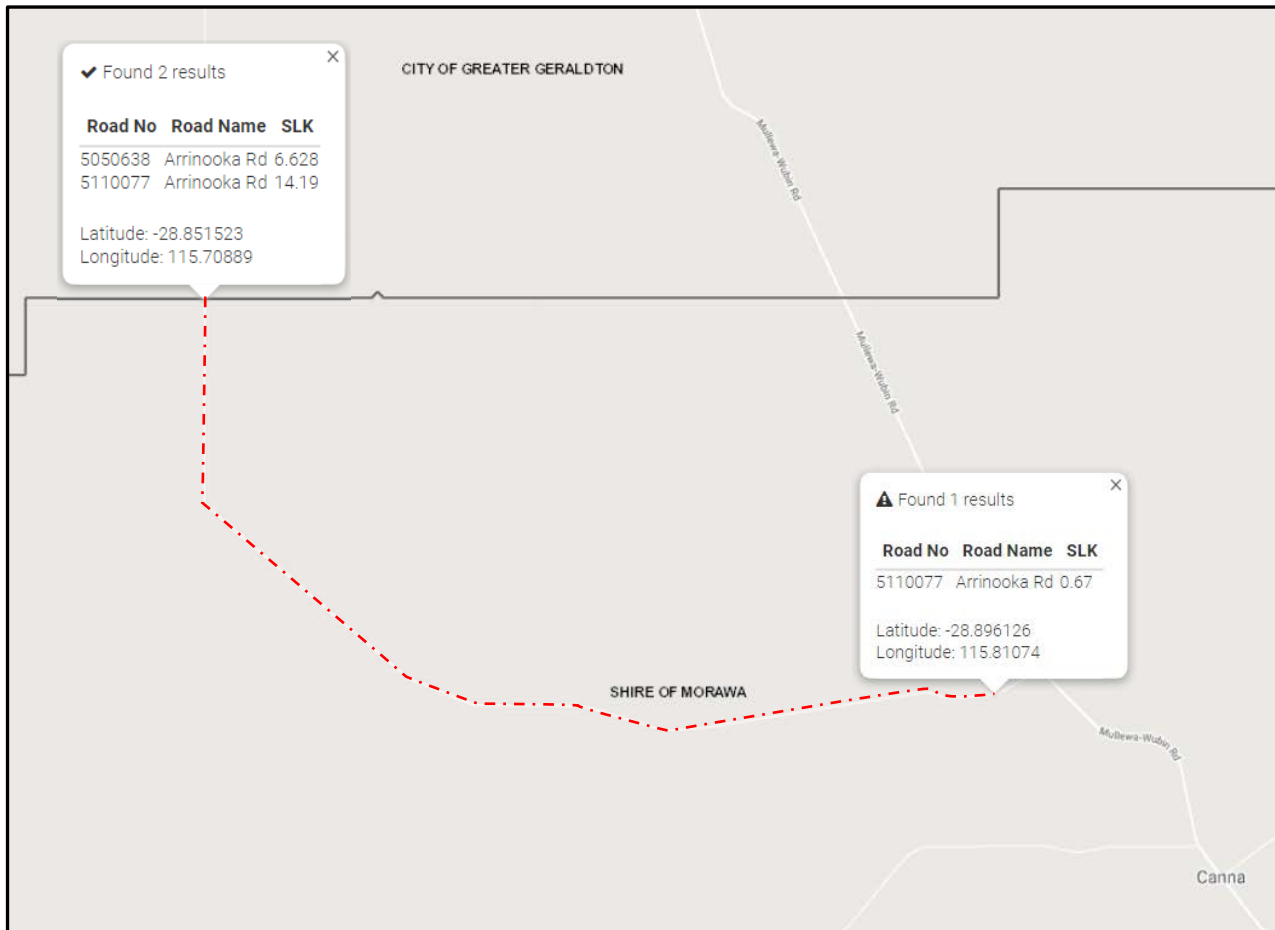 ✔ Found 2 results
×
CITY OF GREATER GERALDTON
Road No Road Name SLK
5050638 Arrinooka Rd 6.628
5110077 Arrinooka Rd 14.19
Latitude: -28.851523
Longitude: 115.70889
Mullewa-Wubin Rd
Mullewa-Wubin Rd
⚠ Found 1 results
×
Road No Road Name SLK
5110077 Arrinooka Rd 0.67
Latitude: -28.896126
Longitude: 115.81074
SHIRE OF MORAWA
Mullewa-Wubin Rd
Canna